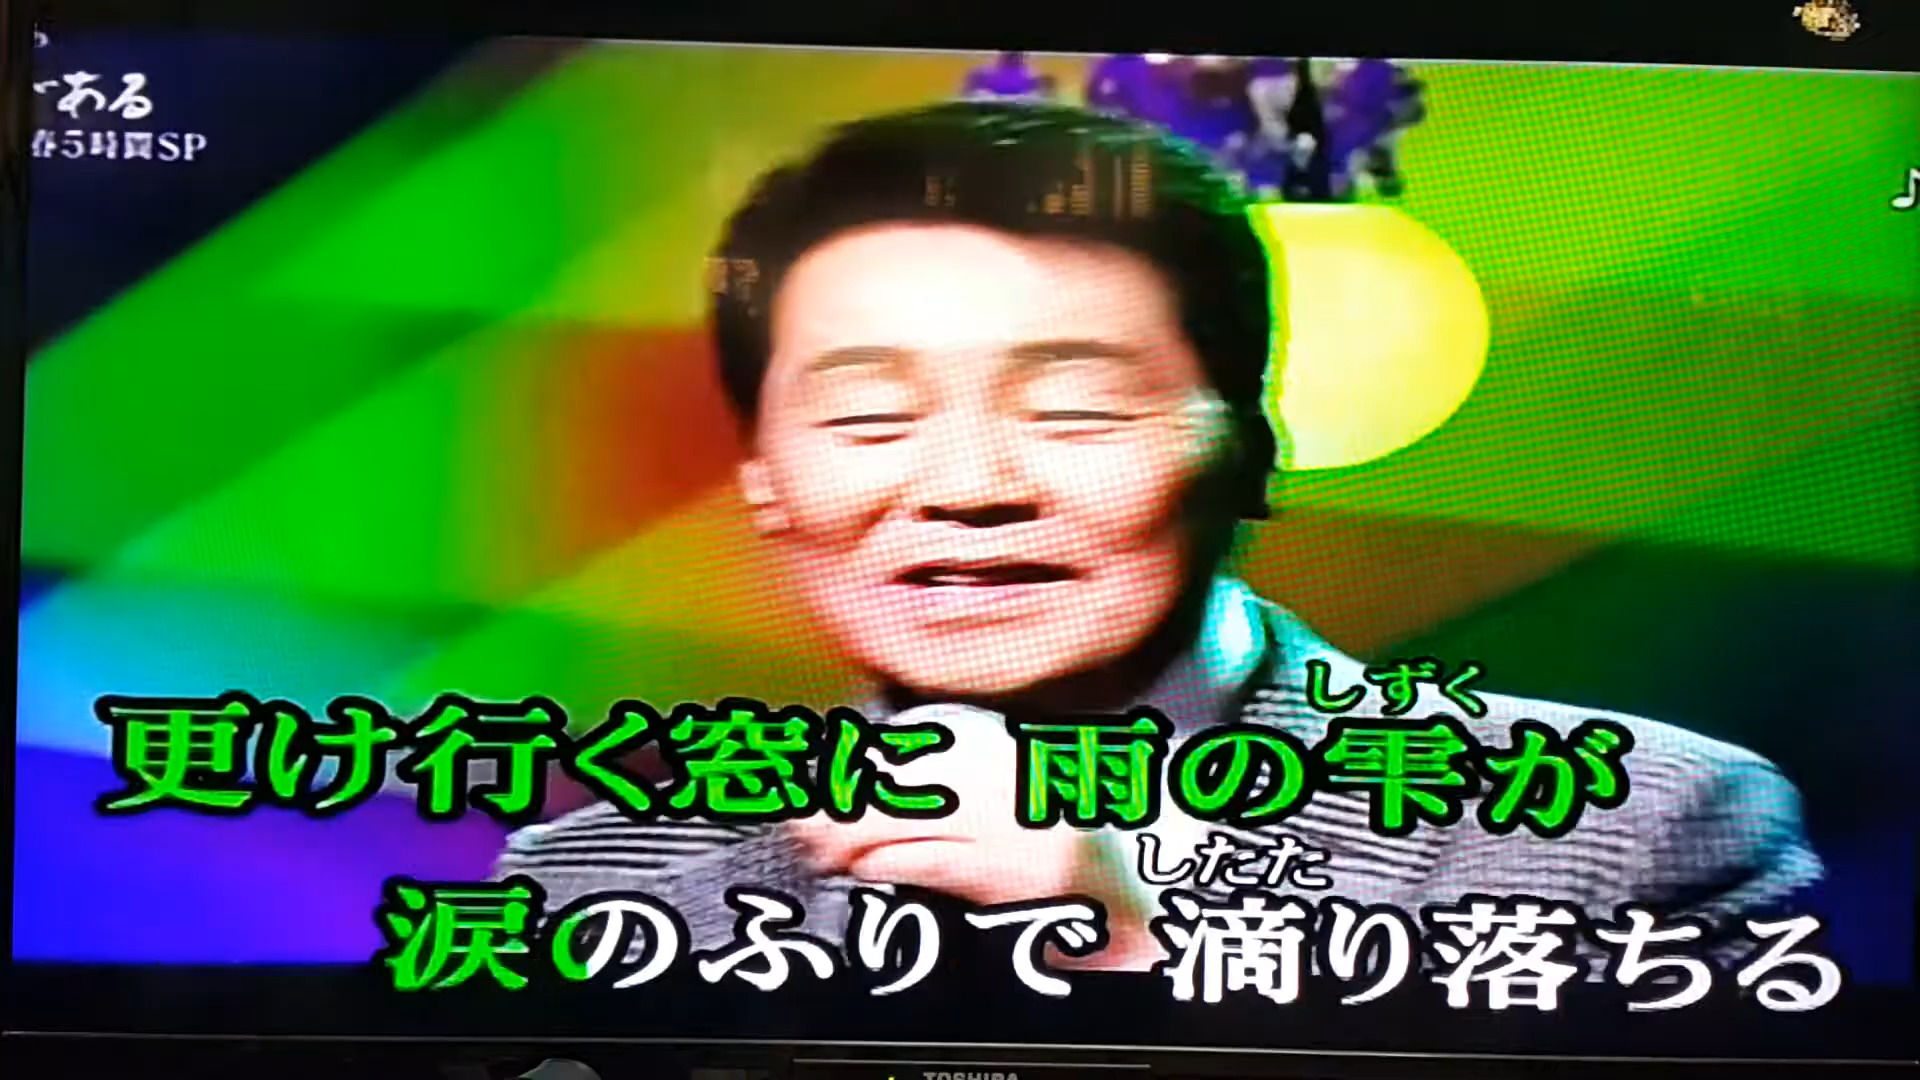 である
春5時間SP
♪
しずく
更け行く窓に 雨の雫が
したた
涙のふりで 滴り落ちる
TOSHIBA